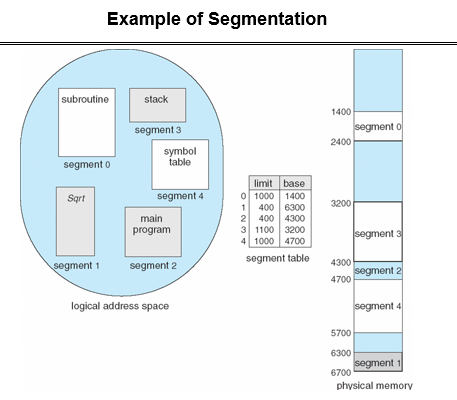 Example of Segmentation
subroutine
stack
segment 3
segment 0
symbol
table
segment 4
Sqrt
main
program
segment 1
segment 2
logical address space
limit base
0 1000 1400
1 400 6300
2 400 4300
3 1100 3200
4 1000 4700
segment table
1400
segment 0
2400
3200
segment 3
4300
segment 2
4700
segment 4
5700
6300
segment 1
6700
physical memory